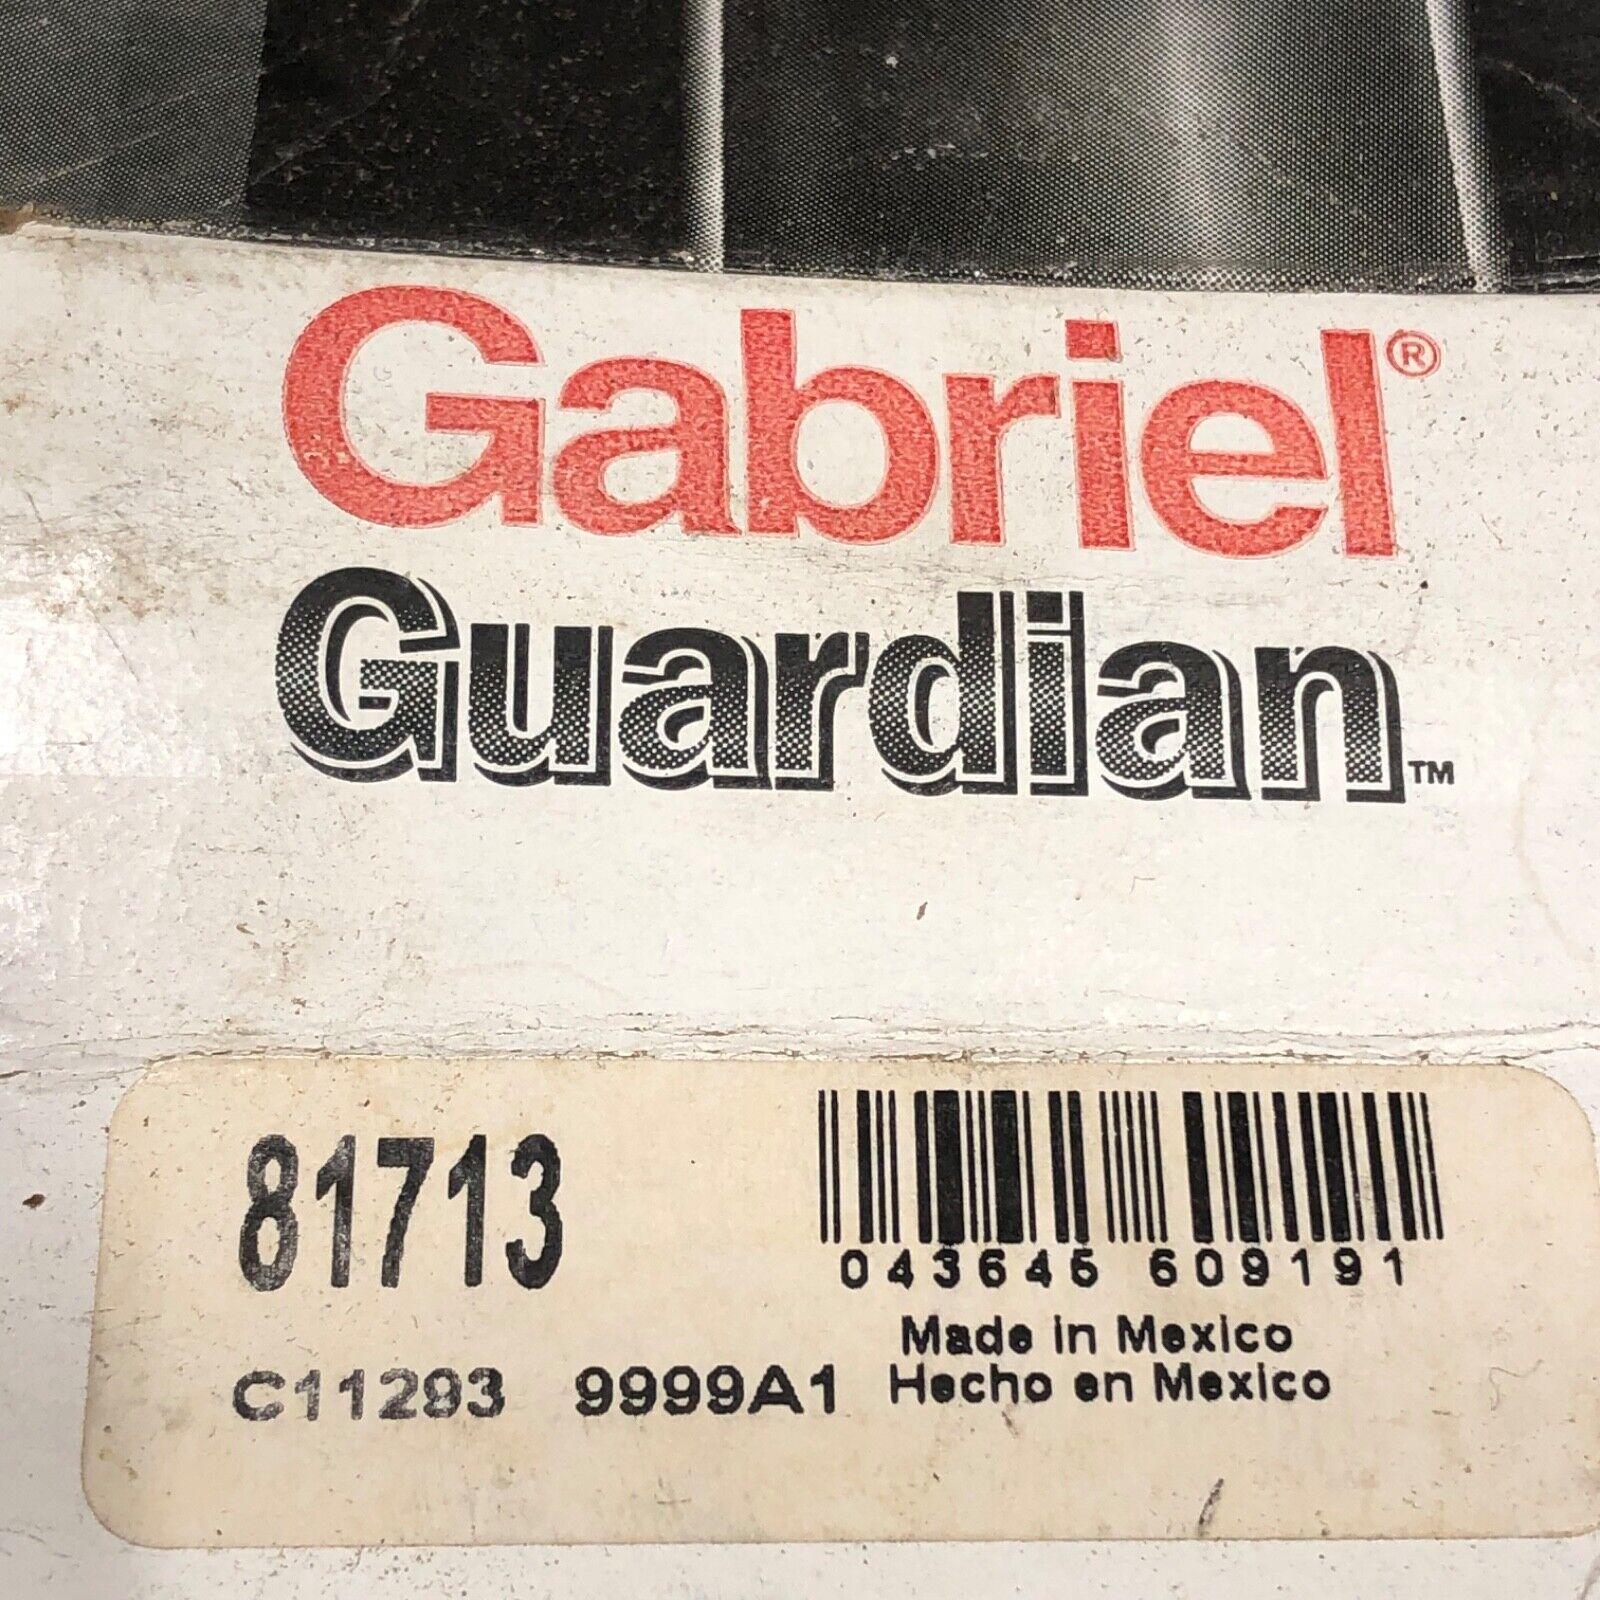 Gabriel®
Guardian™
81713
043645 609191
Made in Mexico
C11293 9999A1 Hecho en Mexico